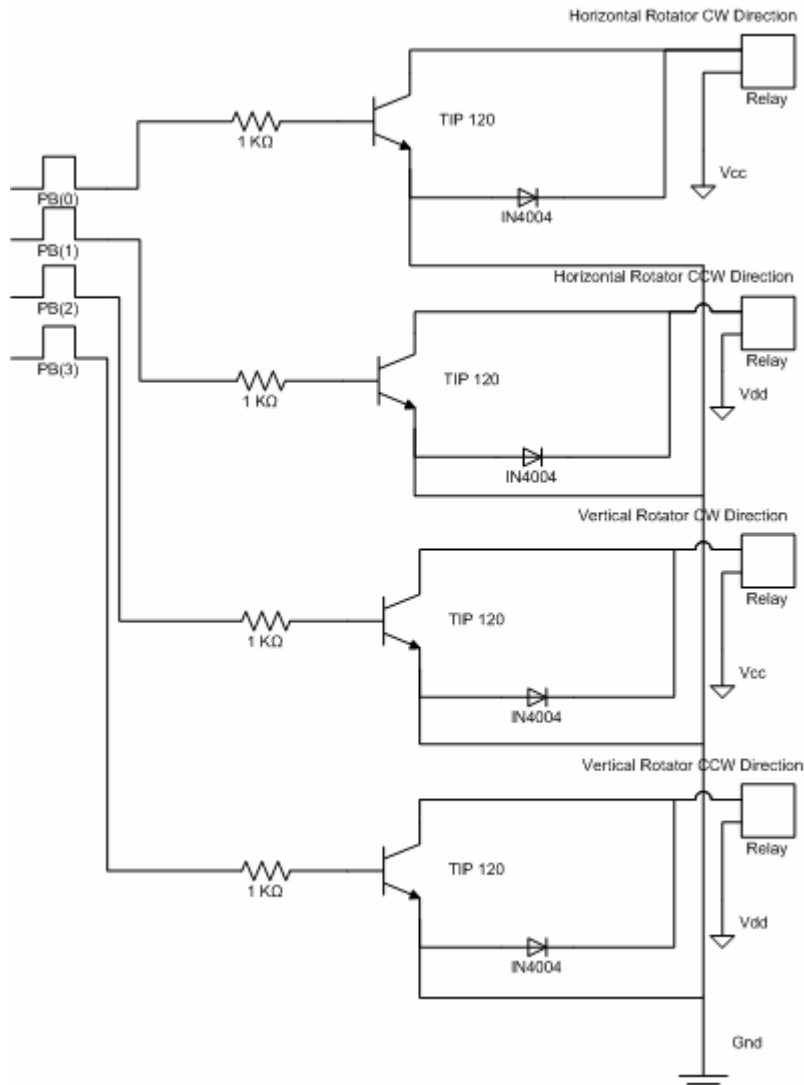 Horizontal Rotator CW Direction
TIP 120
Relay
1 KΩ
Vcc
PB(0)
IN4004
PB(1)
Horizontal Rotator CCW Direction
PB(2)
Relay
PB(3)
TIP 120
1 KΩ
Vdd
IN4004
Vertical Rotator CW Direction
Relay
TIP 120
1 KΩ
Vcc
IN4004
Vertical Rotator CCW Direction
Relay
TIP 120
1 KΩ
Vdd
IN4004
Gnd